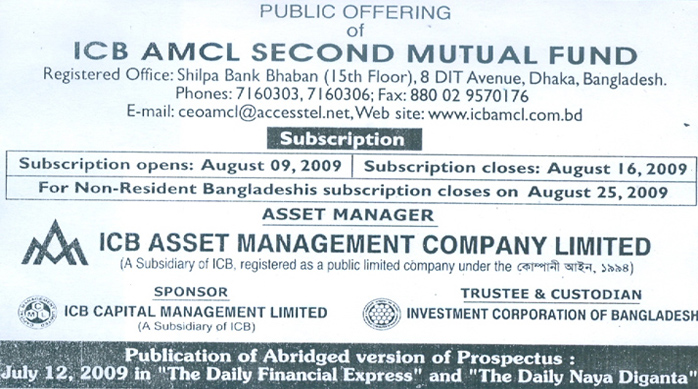 PUBLIC OFFERING
of
ICB AMCL SECOND MUTUAL FUND
Registered Office: Shilpa Bank Bhaban (15th Floor), 8 DIT Avenue, Dhaka, Bangladesh.
Phones: 7160303, 7160306; Fax: 880 02 9570176
E-mail: ceoamcl@accesstel.net, Web site: www.icbamcl.com.bd
Subscription
Subscription opens: August 09, 2009 Subscription closes: August 16, 2009
For Non-Resident Bangladeshis subscription closes on August 25, 2009
ASSET MANAGER
ICB ASSET MANAGEMENT COMPANY LIMITED
(A Subsidiary of ICB, registered as a public limited company under the কোম্পানী আইন, ১৯৯৪)
SPONSOR
ICB CAPITAL MANAGEMENT LIMITED
(A Subsidiary of ICB)
TRUSTEE & CUSTODIAN
INVESTMENT CORPORATION OF BANGLADESH
Publication of Abridged version of Prospectus :
July 12, 2009 in "The Daily Financial Express" and "The Daily Naya Diganta"